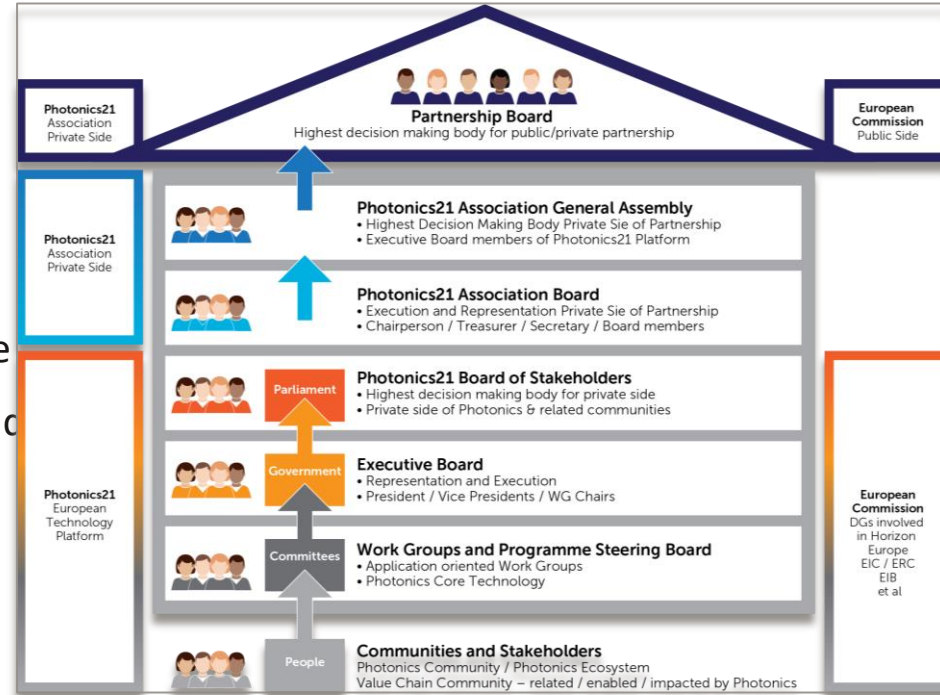 Photonics21
Association
Private Side
Partnership Board
Highest decision making body for public/private partnership
European
Commission
Public Side
Photonics21
Association
Private Side
Photonics21 Association General Assembly
• Highest Decision Making Body Private Sie of Partnership
• Executive Board members of Photonics21 Platform
Photonics21 Association Board
• Execution and Representation Private Sie of Partnership
• Chairperson / Treasurer / Secretary / Board members
e
d
Photonics21
European
Technology
Platform
Parliament
Photonics21 Board of Stakeholders
• Highest decision making body for private side
• Private side of Photonics & related communities
Government
Executive Board
• Representation and Execution
• President / Vice Presidents / WG Chairs
Committees
Work Groups and Programme Steering Board
• Application oriented Work Groups
• Photonics Core Technology
People
Communities and Stakeholders
Photonics Community / Photonics Ecosystem
Value Chain Community – related / enabled / impacted by Photonics
European
Commission
DGs involved
in Horizon
Europe
EIC / ERC
EIB
et al